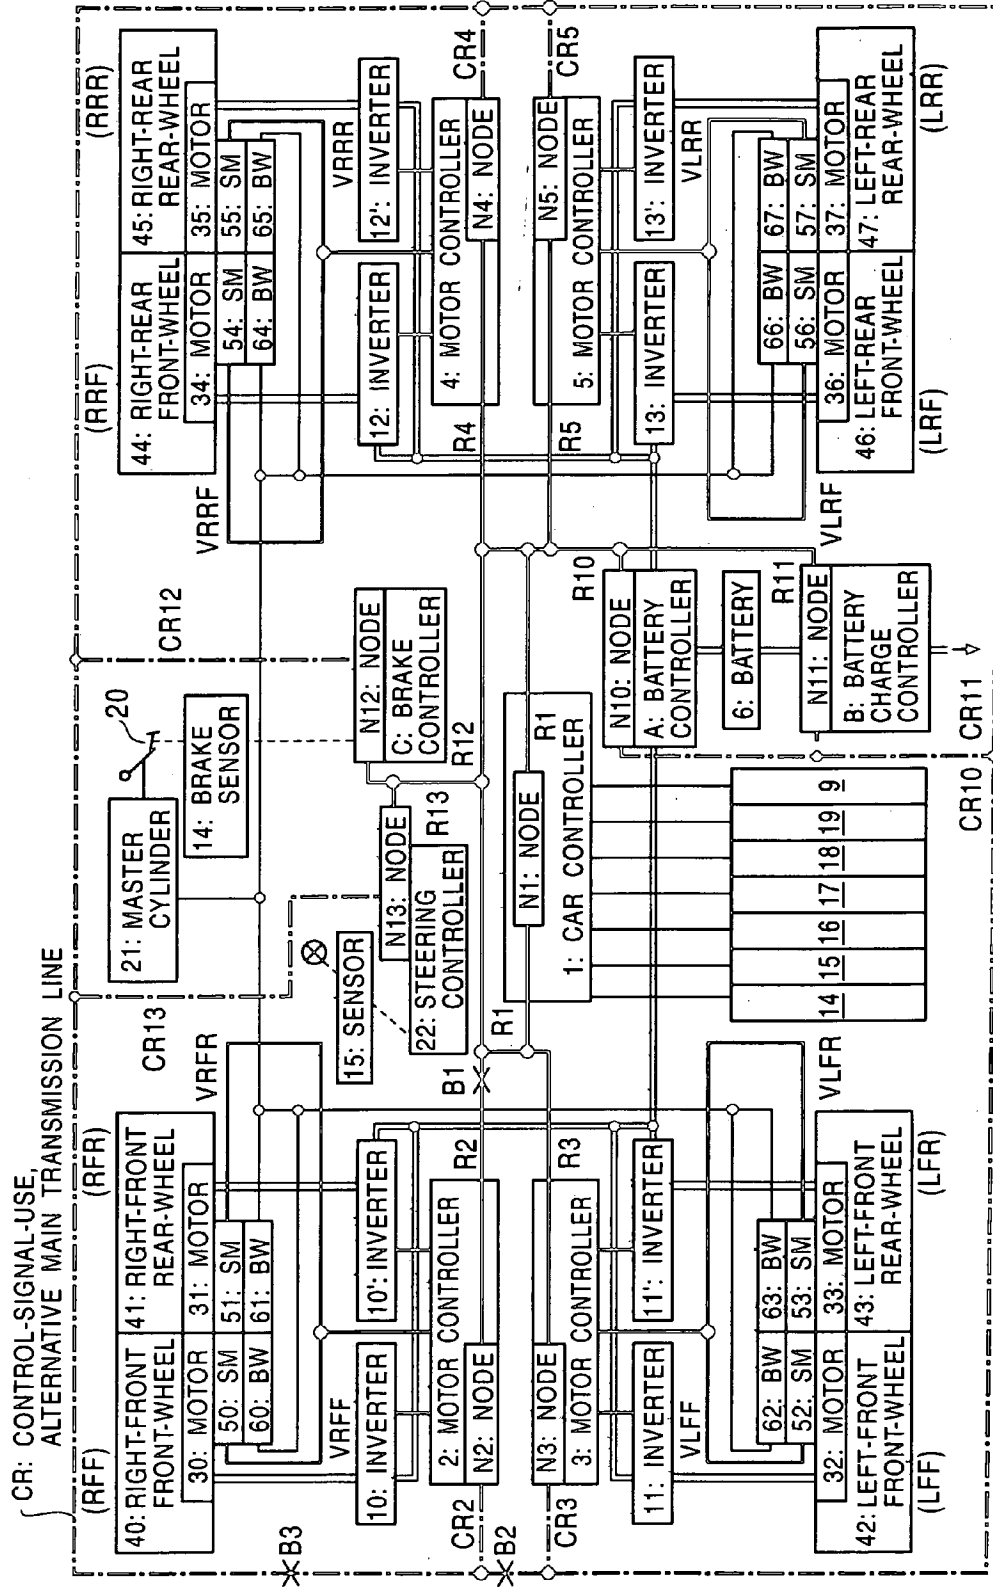 CR: CONTROL-SIGNAL-USE,
ALTERNATIVE MAIN TRANSMISSION LINE
(RFF)
(RFR)
(RRF)
(RRR)
40: RIGHT-FRONT
FRONT-WHEEL
41: RIGHT-FRONT
REAR-WHEEL
30: MOTOR
31: MOTOR
50: SM
51: SM
60: BW
61: BW
VRFF
VRFR
CR13
21: MASTER
CYLINDER
20
14: BRAKE
SENSOR
CR12
44: RIGHT-REAR
FRONT-WHEEL
45: RIGHT-REAR
REAR-WHEEL
34: MOTOR
35: MOTOR
54: SM
55: SM
64: BW
65: BW
VRRF
VRRR
B3
10: INVERTER
10': INVERTER
15: SENSOR
N13: NODE
22: STEERING
CONTROLLER
R13
N12: NODE
C: BRAKE
CONTROLLER
R12
12: INVERTER
12': INVERTER
2: MOTOR CONTROLLER
N2: NODE
CR2
R2
B1
R1
R4
4: MOTOR CONTROLLER
N4: NODE
CR4
B2
CR3
N3: NODE
3: MOTOR CONTROLLER
R3
N1: NODE
R1
1: CAR CONTROLLER
R5
N5: NODE
5: MOTOR CONTROLLER
CR5
11: INVERTER
11': INVERTER
R10
N10: NODE
A: BATTERY
CONTROLLER
13: INVERTER
13': INVERTER
VLFF
VLFR
6: BATTERY
R11
N11: NODE
B: BATTERY
CHARGE
CONTROLLER
VLRF
VLRR
14
15
16
17
18
19
9
62: BW
63: BW
52: SM
53: SM
32: MOTOR
33: MOTOR
42: LEFT-FRONT
FRONT-WHEEL
43: LEFT-FRONT
REAR-WHEEL
(LFF)
(LFR)
66: BW
67: BW
56: SM
57: SM
36: MOTOR
37: MOTOR
46: LEFT-REAR
FRONT-WHEEL
47: LEFT-REAR
REAR-WHEEL
(LRF)
(LRR)
CR10
CR11